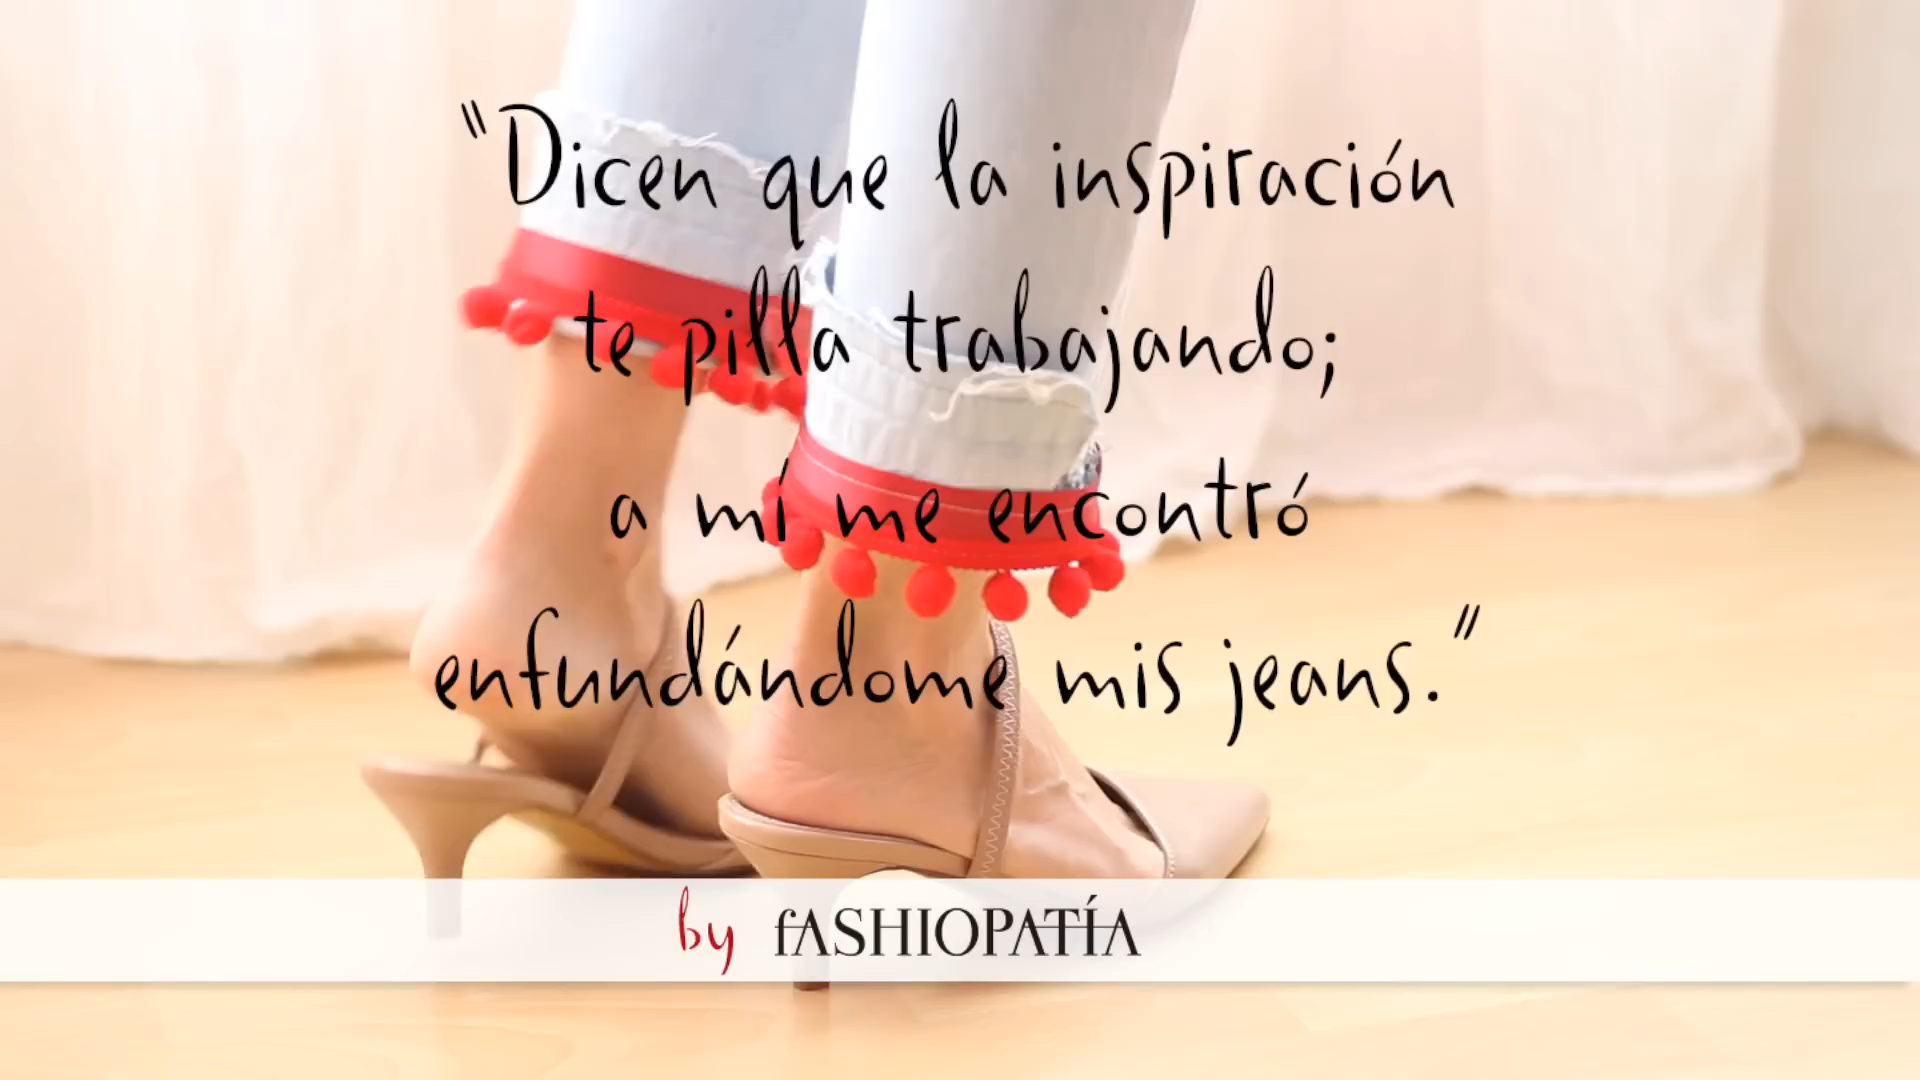 "Dicen que la inspiración
te pilla trabajando;
a mí me encontró
enfundándome mis jeans."
by fASHIOPATÍA